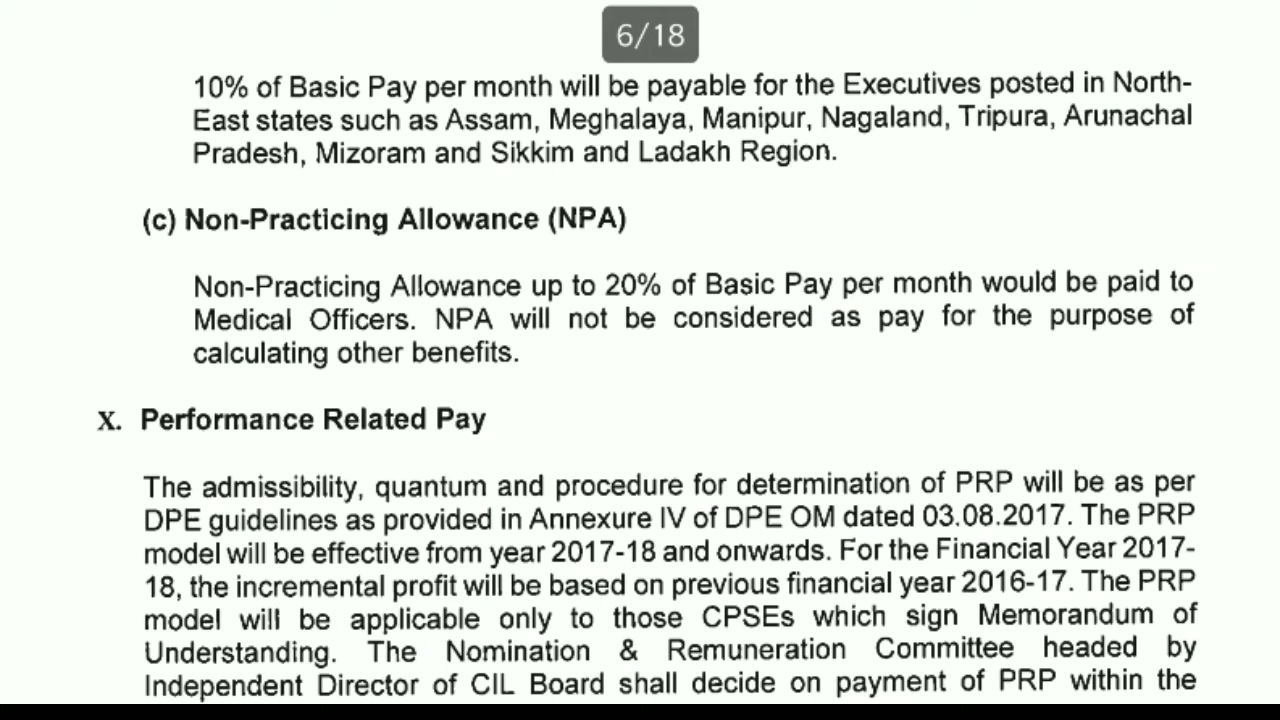 6/18
10% of Basic Pay per month will be payable for the Executives posted in North-
East states such as Assam, Meghalaya, Manipur, Nagaland, Tripura, Arunachal
Pradesh, Mizoram and Sikkim and Ladakh Region.
(c) Non-Practicing Allowance (NPA)
Non-Practicing Allowance up to 20% of Basic Pay per month would be paid to
Medical Officers. NPA will not be considered as pay for the purpose of
calculating other benefits.
X. Performance Related Pay
The admissibility, quantum and procedure for determination of PRP will be as per
DPE guidelines as provided in Annexure IV of DPE OM dated 03.08.2017. The PRP
model will be effective from year 2017-18 and onwards. For the Financial Year 2017-
18, the incremental profit will be based on previous financial year 2016-17. The PRP
model will be applicable only to those CPSEs which sign Memorandum of
Understanding. The Nomination & Remuneration Committee headed by
Independent Director of CIL Board shall decide on payment of PRP within the